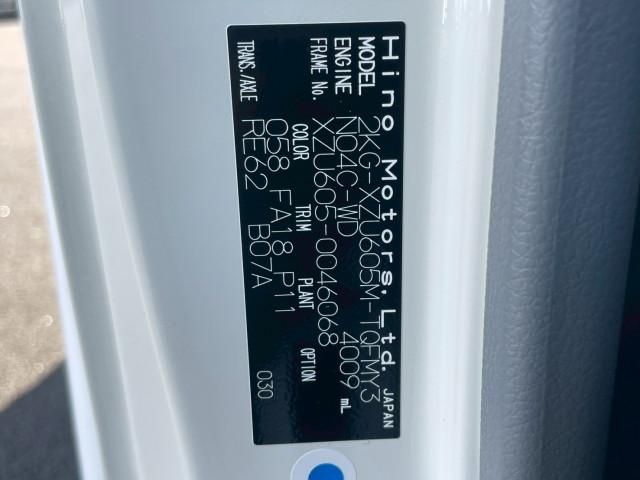 Hino Motors, Ltd. JAPAN
MODEL 2KG-XZU605M-TQFMY3
ENGINE N04C-WD 4009 mL
FRAME No. XZU605-0046068
COLOR TRIM PLANT OPTION
058 FA18 P11
TRANS./AXLE RE62 B07A 030